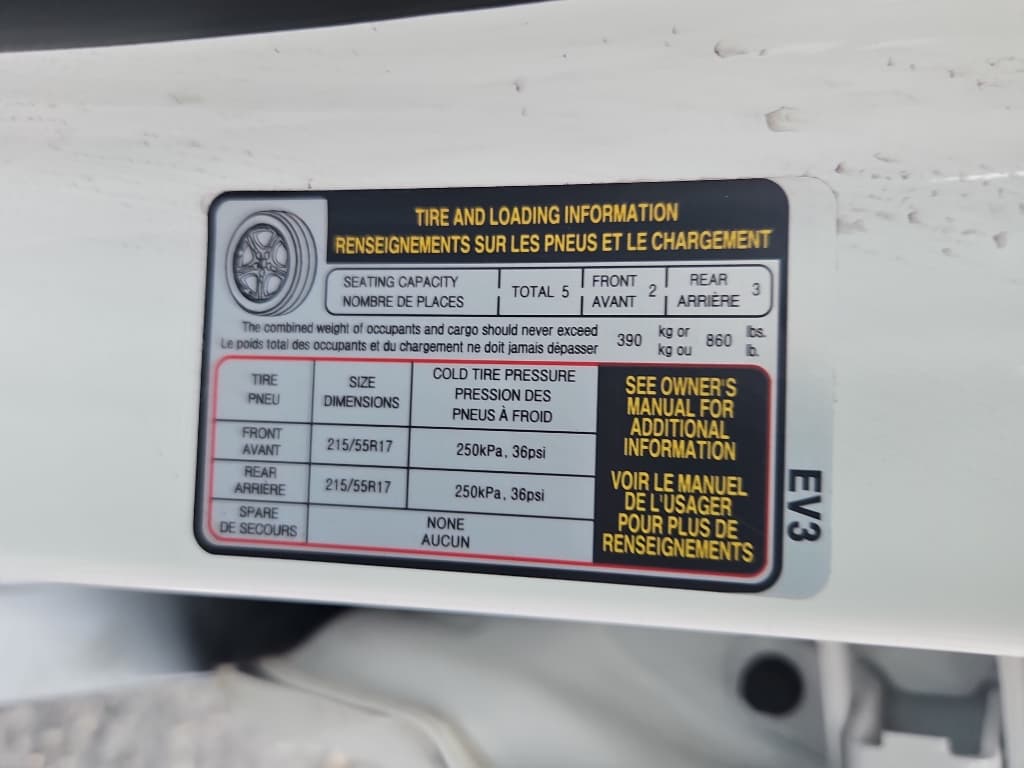 TIRE AND LOADING INFORMATION
RENSEIGNEMENTS SUR LES PNEUS ET LE CHARGEMENT
SEATING CAPACITY
NOMBRE DE PLACES
TOTAL 5
FRONT
AVANT
2
REAR
ARRIÈRE
3
The combined weight of occupants and cargo should never exceed
Le poids total des occupants et du chargement ne doit jamais dépasser
390
kg or
kg ou
860
lbs.
lb.
TIRE
PNEU
SIZE
DIMENSIONS
COLD TIRE PRESSURE
PRESSION DES
PNEUS À FROID
FRONT
AVANT
215/55R17
250kPa, 36psi
REAR
ARRIÈRE
215/55R17
250kPa, 36psi
SPARE
DE SECOURS
NONE
AUCUN
SEE OWNER'S
MANUAL FOR
ADDITIONAL
INFORMATION
VOIR LE MANUEL
DE L'USAGER
POUR PLUS DE
RENSEIGNEMENTS
EV3